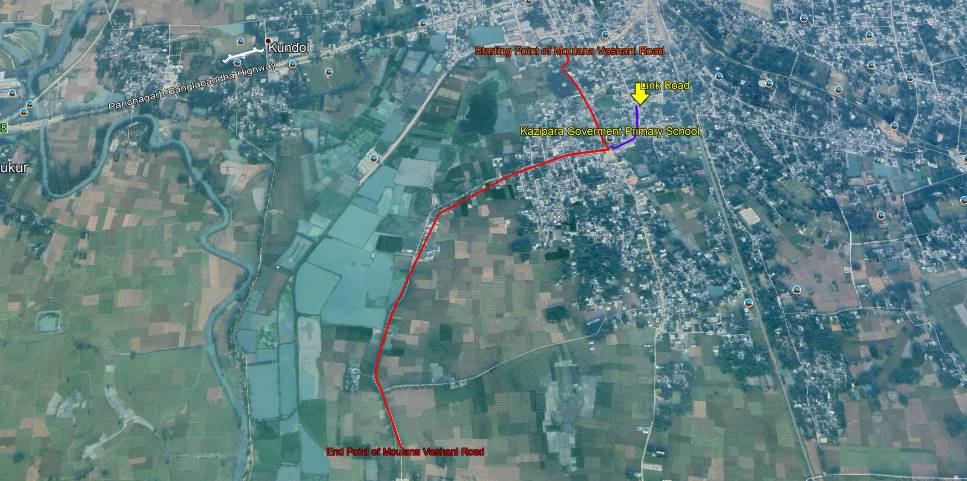 Kundol
Starting Point of Moulana Vashani Road
Panchagarh-Banglabandha Highway
Link Road
5
Kazipara Goverment Primary School
ukur
End Point of Moulana Vashani Road